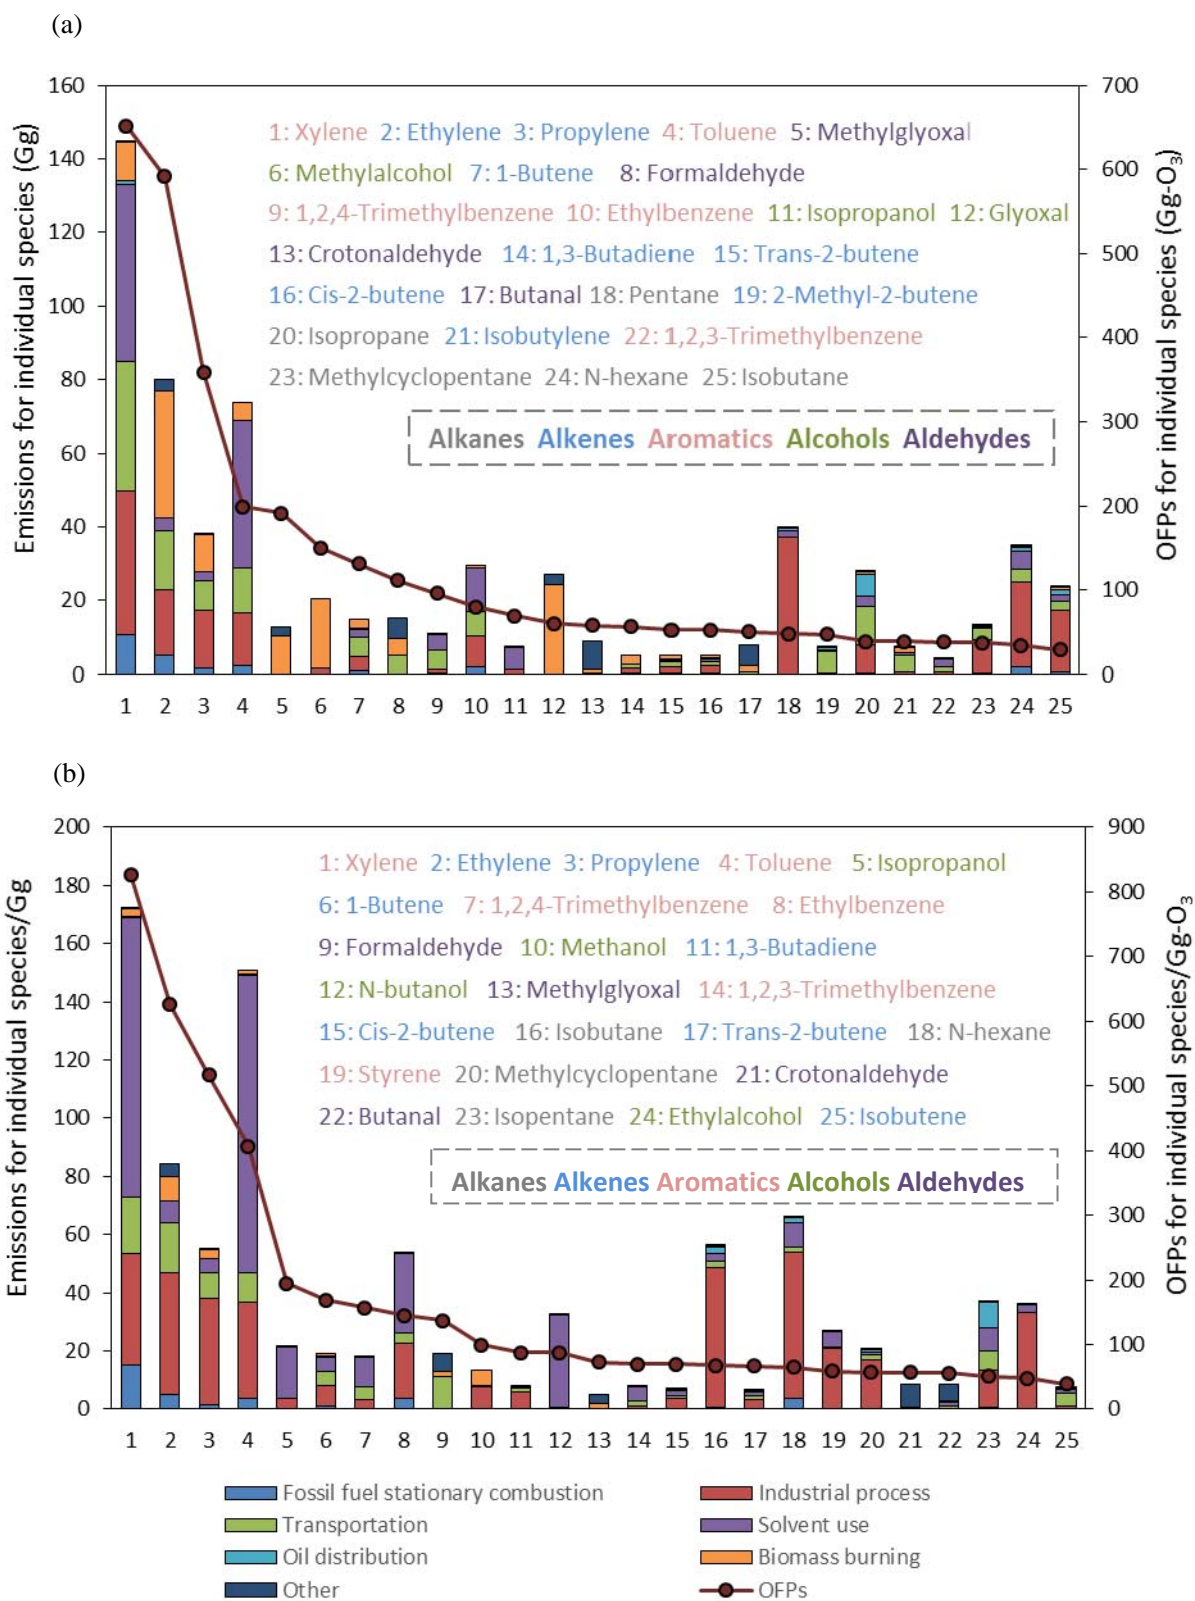 (a)
Emissions for individual species (Gg)
160
140
120
100
80
60
40
20
0
1: Xylene 2: Ethylene 3: Propylene 4: Toluene 5: Methylglyoxal
6: Methylalcohol 7: 1-Butene 8: Formaldehyde
9: 1,2,4-Trimethylbenzene 10: Ethylbenzene 11: Isopropanol 12: Glyoxal
13: Crotonaldehyde 14: 1,3-Butadiene 15: Trans-2-butene
16: Cis-2-butene 17: Butanal 18: Pentane 19: 2-Methyl-2-butene
20: Isopropane 21: Isobutylene 22: 1,2,3-Trimethylbenzene
23: Methylcyclopentane 24: N-hexane 25: Isobutane
Alkanes Alkenes Aromatics Alcohols Aldehydes
700
600
500
400
300
200
100
0
OFPs for individual species (Gg-O3)
1 2 3 4 5 6 7 8 9 10 11 12 13 14 15 16 17 18 19 20 21 22 23 24 25
(b)
Emissions for individual species/Gg
200
180
160
140
120
100
80
60
40
20
0
1: Xylene 2: Ethylene 3: Propylene 4: Toluene 5: Isopropanol
6: 1-Butene 7: 1,2,4-Trimethylbenzene 8: Ethylbenzene
9: Formaldehyde 10: Methanol 11: 1,3-Butadiene
12: N-butanol 13: Methylglyoxal 14: 1,2,3-Trimethylbenzene
15: Cis-2-butene 16: Isobutane 17: Trans-2-butene 18: N-hexane
19: Styrene 20: Methylcyclopentane 21: Crotonaldehyde
22: Butanal 23: Isopentane 24: Ethylalcohol 25: Isobutene
Alkanes Alkenes Aromatics Alcohols Aldehydes
900
800
700
600
500
400
300
200
100
0
OFPs for individual species/Gg-O3
1 2 3 4 5 6 7 8 9 10 11 12 13 14 15 16 17 18 19 20 21 22 23 24 25
Fossil fuel stationary combustion
Industrial process
Transportation
Solvent use
Oil distribution
Biomass burning
Other
OFPs